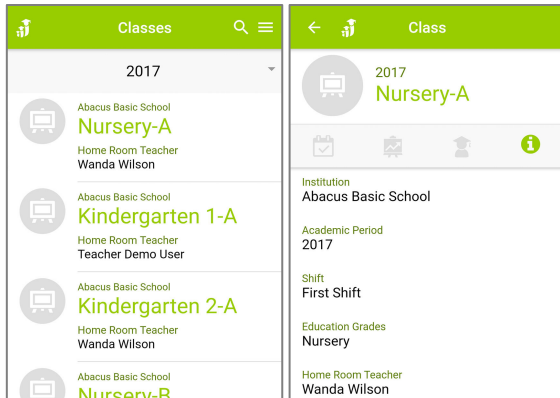 Classes
2017
Abacus Basic School
Nursery-A
Home Room Teacher
Wanda Wilson
Abacus Basic School
Kindergarten 1-A
Home Room Teacher
Teacher Demo User
Abacus Basic School
Kindergarten 2-A
Home Room Teacher
Wanda Wilson
Abacus Basic School
Nursery-B
Class
2017
Nursery-A
Institution
Abacus Basic School
Academic Period
2017
Shift
First Shift
Education Grades
Nursery
Home Room Teacher
Wanda Wilson